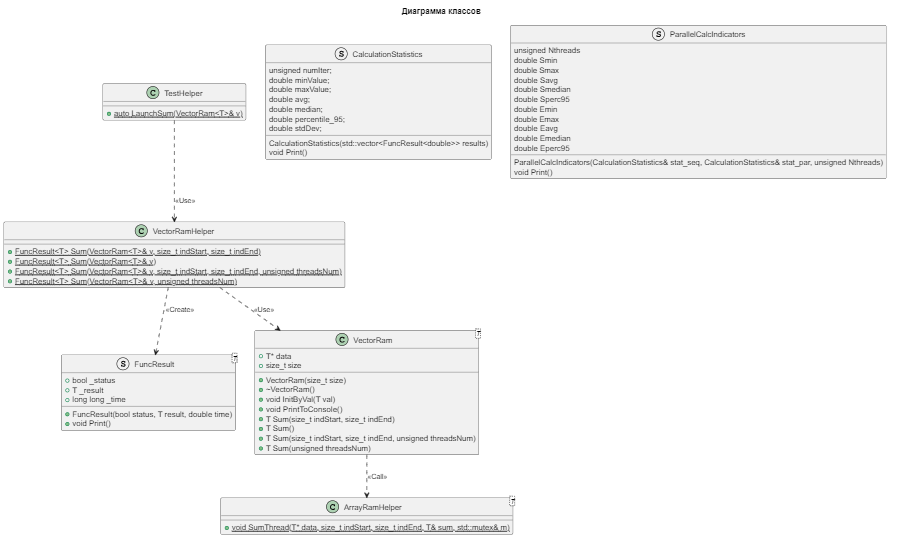 Диаграмма классов
C TestHelper
auto LaunchSum(VectorRam<T>& v)
S CalculationStatistics
unsigned numIter;
double minValue;
double maxValue;
double avg;
double median;
double percentile_95;
double stdDev;
CalculationStatistics(std::vector<FuncResult<double>> results)
void Print()
S ParallelCalcIndicators
unsigned Nthreads
double Smin
double Smax
double Savg
double Smedian
double Sperc95
double Emin
double Emax
double Eavg
double Emedian
double Eperc95
ParallelCalcIndicators(CalculationStatistics& stat_seq, CalculationStatistics& stat_par, unsigned Nthreads)
void Print()
«Use»
C VectorRamHelper
FuncResult<T> Sum(VectorRam<T>& v, size_t indStart, size_t indEnd)
FuncResult<T> Sum(VectorRam<T>& v)
FuncResult<T> Sum(VectorRam<T>& v, size_t indStart, size_t indEnd, unsigned threadsNum)
FuncResult<T> Sum(VectorRam<T>& v, unsigned threadsNum)
«Create»
«Use»
S FuncResult
T
bool _status
T _result
long long _time
FuncResult(bool status, T result, double time)
void Print()
C VectorRam
T
T* data
size_t size
VectorRam(size_t size)
~VectorRam()
void InitByVal(T val)
void PrintToConsole()
T Sum(size_t indStart, size_t indEnd)
T Sum()
T Sum(size_t indStart, size_t indEnd, unsigned threadsNum)
T Sum(unsigned threadsNum)
«Call»
C ArrayRamHelper
T
void SumThread(T* data, size_t indStart, size_t indEnd, T& sum, std::mutex& m)